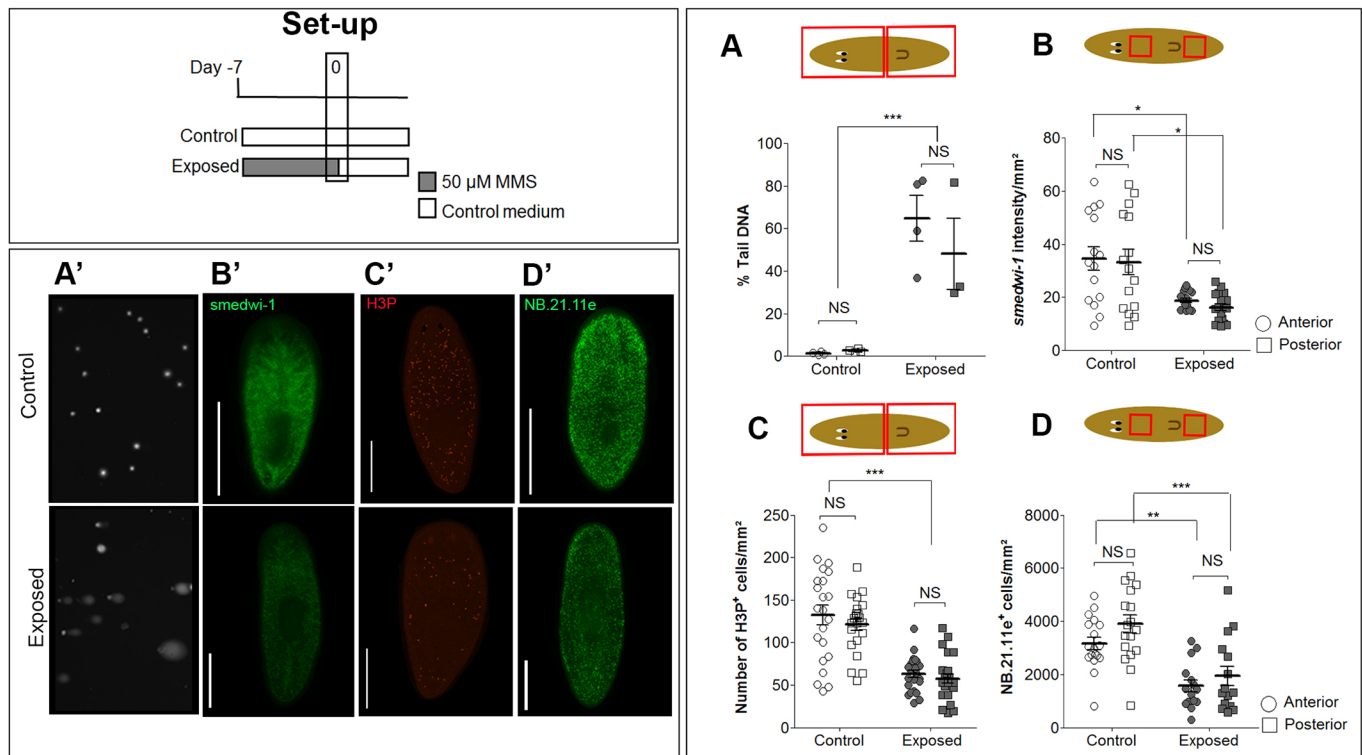 Set-up
Day -7
0
Control
Exposed
50 µM MMS
Control medium
A’
B’
C’
D’
smedwi-1
H3P
NB.21.11e
Control
Exposed
A
***
NS
NS
% Tail DNA
100
80
60
40
20
0
Control
Exposed
B
*
*
NS
NS
smedwi-1 intensity/mm²
80
60
40
20
0
Control
Exposed
Anterior
Posterior
C
***
NS
NS
Number of H3P⁺ cells/mm²
250
200
150
100
50
0
Control
Exposed
D
***
**
NS
NS
NB.21.11e⁺ cells/mm²
8000
6000
4000
2000
0
Control
Exposed
Anterior
Posterior